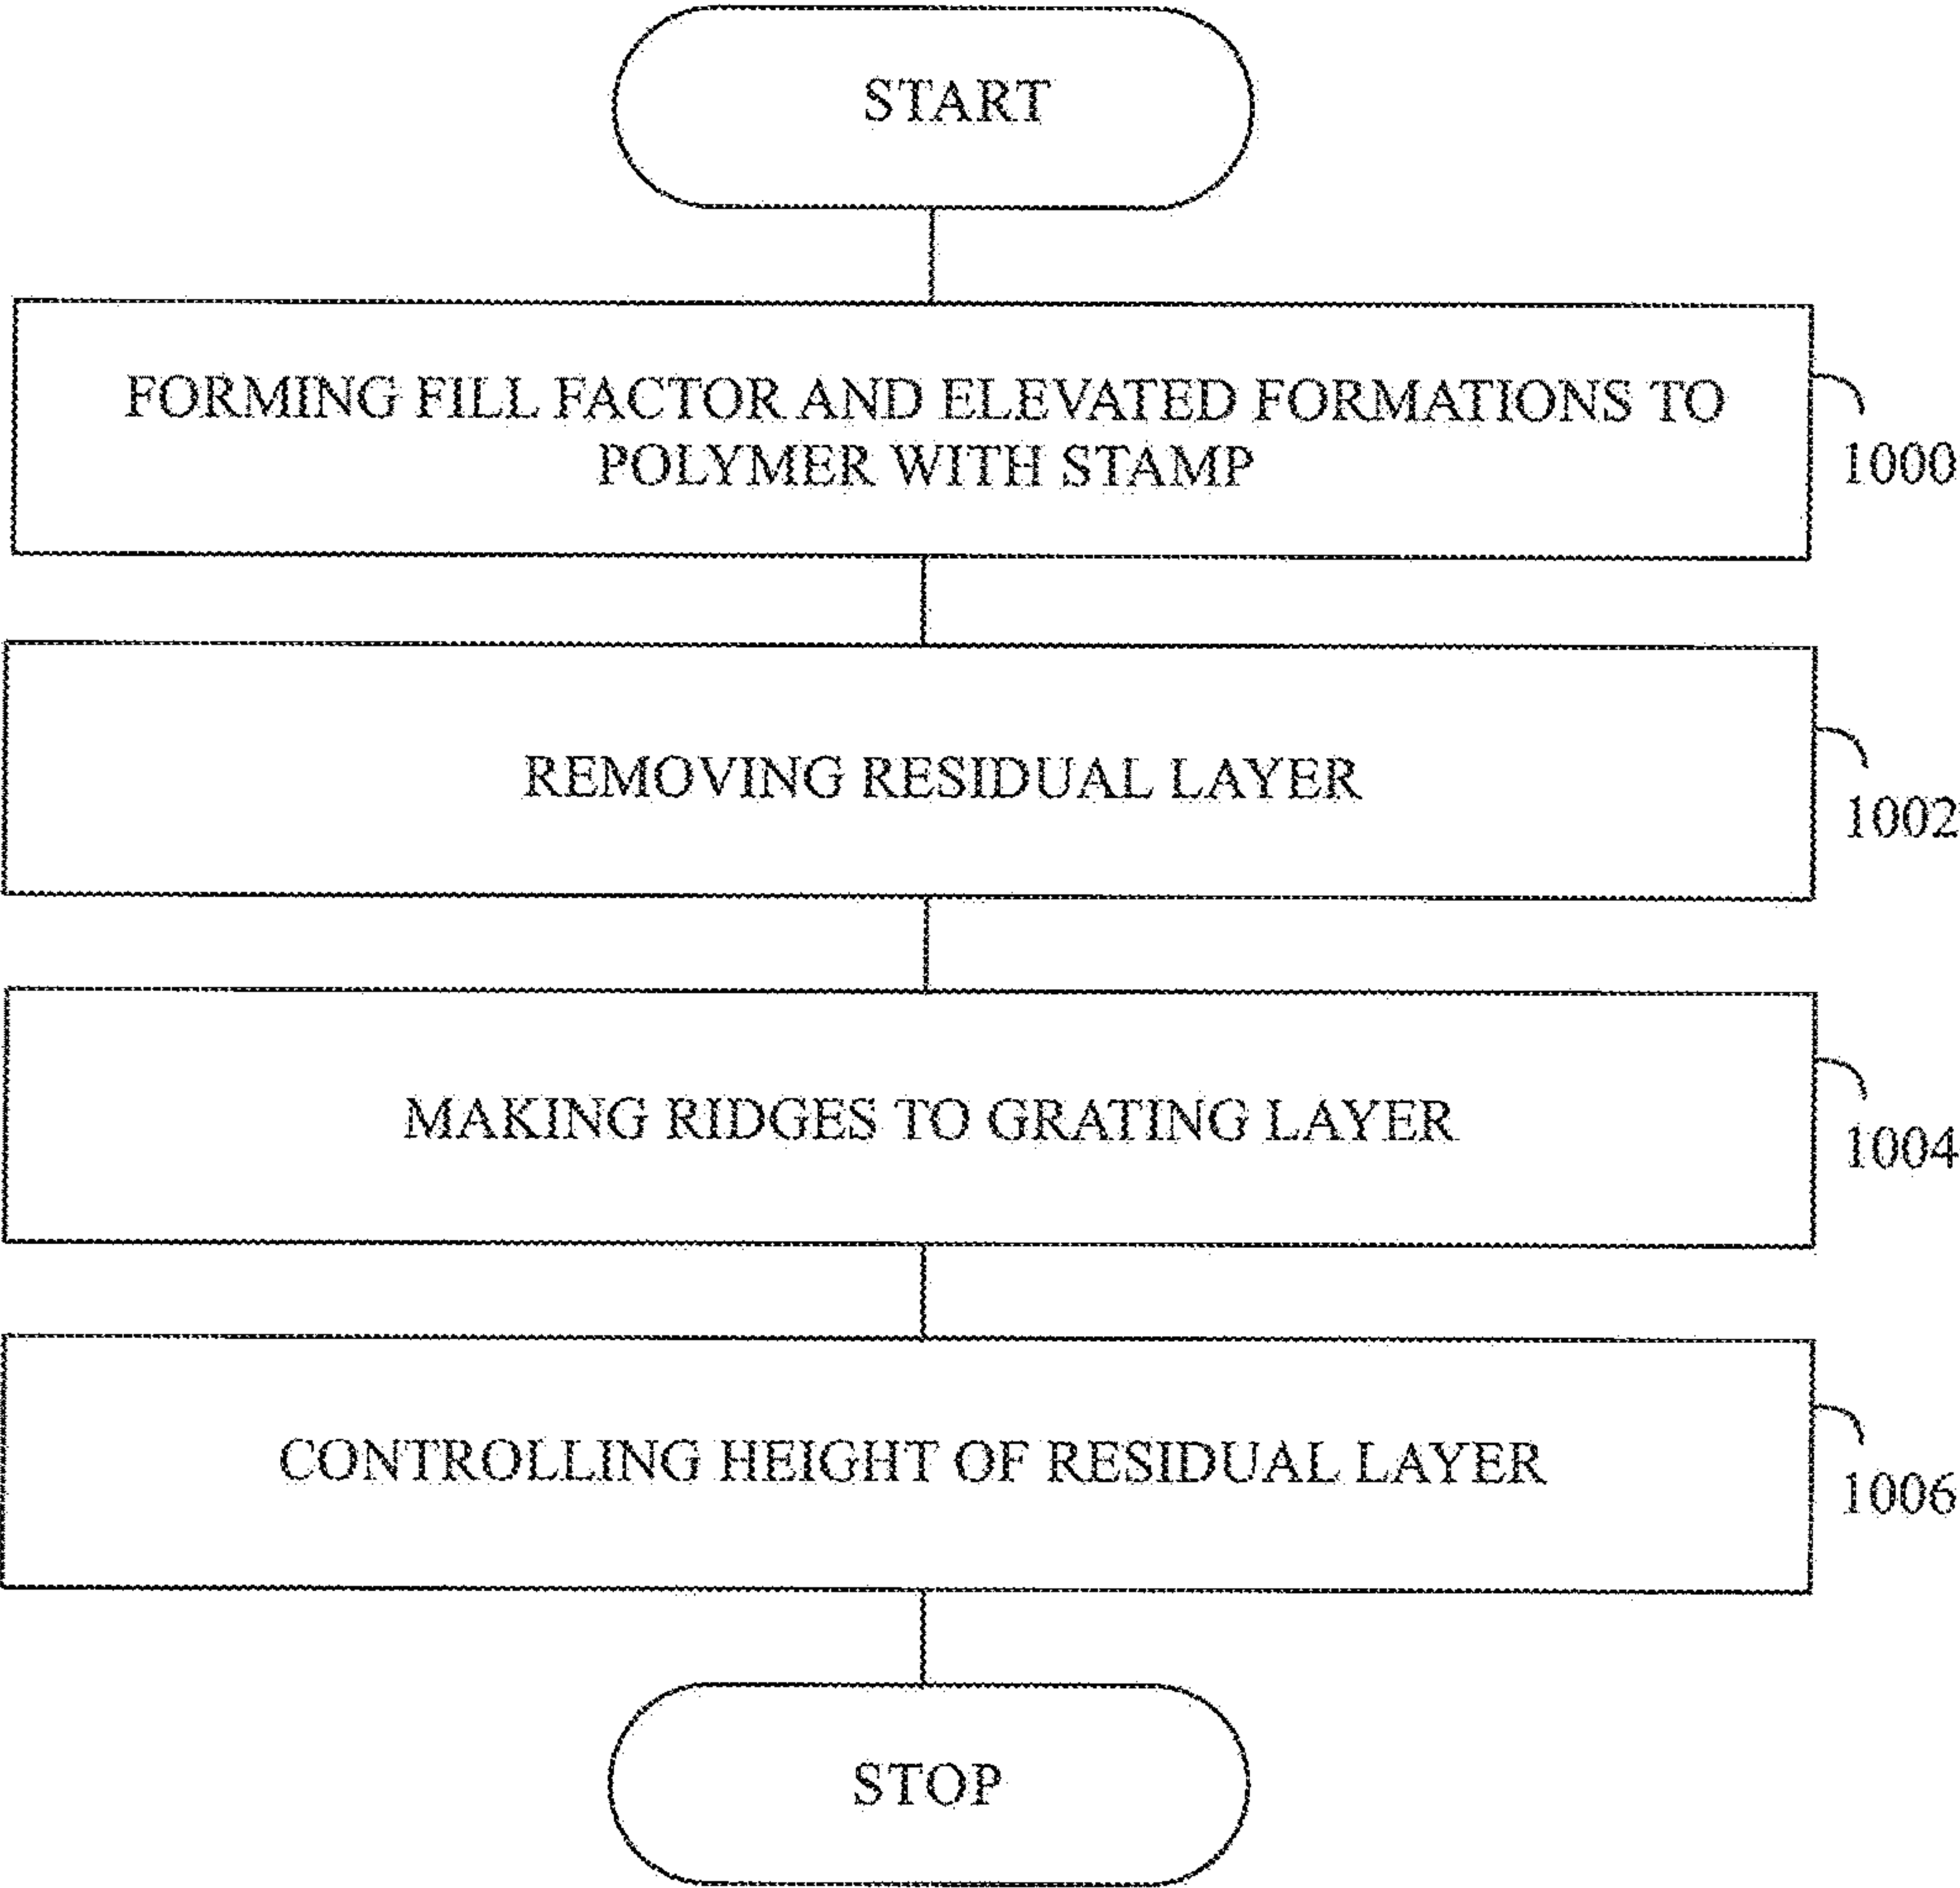 START
FORMING FILL FACTOR AND ELEVATED FORMATIONS TO
POLYMER WITH STAMP
1000
REMOVING RESIDUAL LAYER
1002
MAKING RIDGES TO GRATING LAYER
1004
CONTROLLING HEIGHT OF RESIDUAL LAYER
1006
STOP